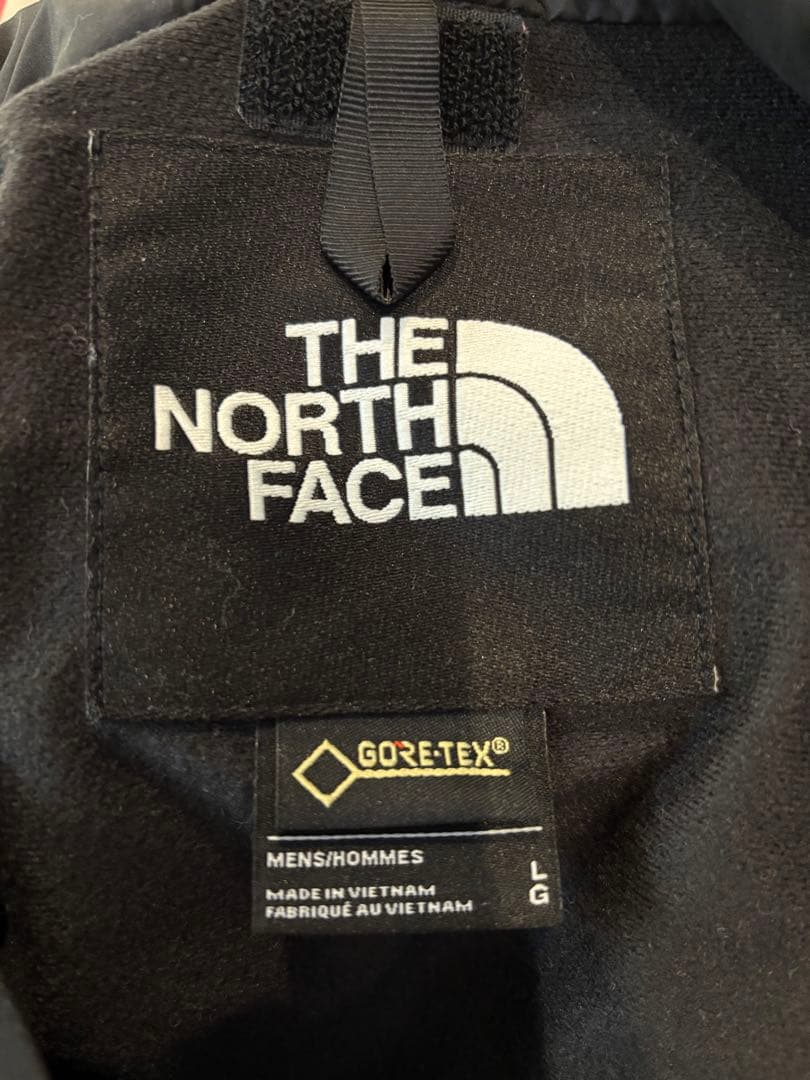 THE
NORTH
FACE
GORE-TEX®
MENS/HOMMES
L
G
MADE IN VIETNAM
FABRIQUÉ AU VIETNAM